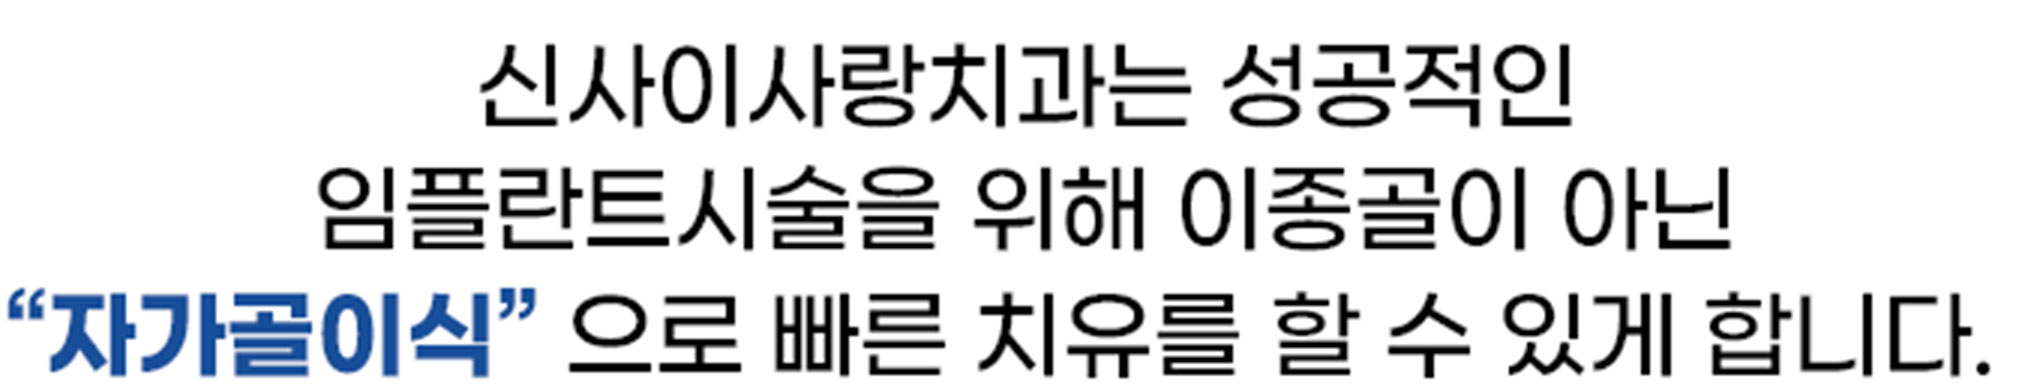 신사이사랑치과는 성공적인
임플란트시술을 위해 이종골이 아닌
“자가골이식” 으로 빠른 치유를 할 수 있게 합니다.